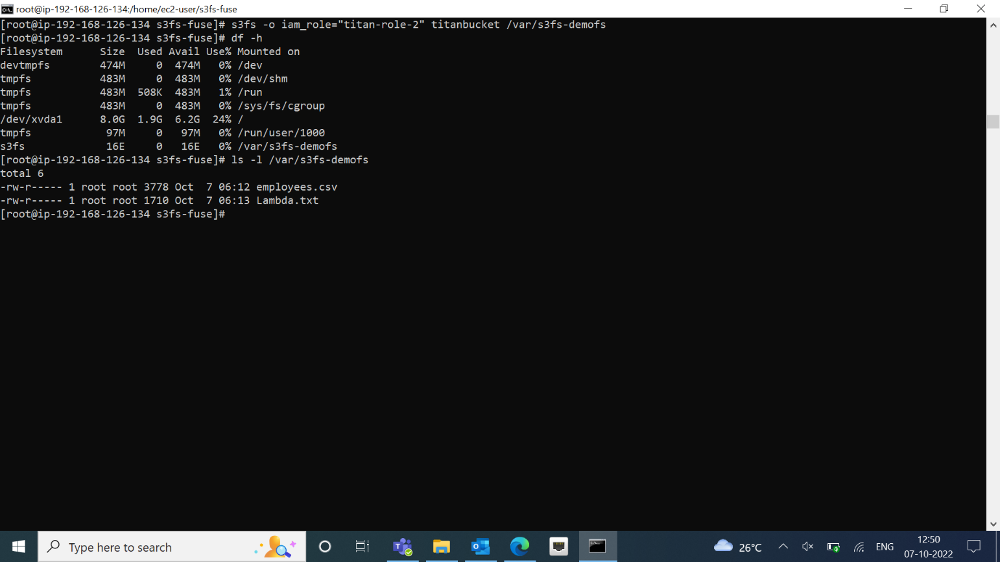 root@ip-192-168-126-134:/home/ec2-user/s3fs-fuse
[root@ip-192-168-126-134 s3fs-fuse]# s3fs -o iam_role="titan-role-2" titanbucket /var/s3fs-demofs
[root@ip-192-168-126-134 s3fs-fuse]# df -h
Filesystem      Size  Used Avail Use% Mounted on
devtmpfs        474M     0  474M   0% /dev
tmpfs           483M     0  483M   0% /dev/shm
tmpfs           483M  508K  483M   1% /run
tmpfs           483M     0  483M   0% /sys/fs/cgroup
/dev/xvda1      8.0G  1.9G  6.2G  24% /
tmpfs            97M     0   97M   0% /run/user/1000
s3fs             16E     0   16E   0% /var/s3fs-demofs
[root@ip-192-168-126-134 s3fs-fuse]# ls -l /var/s3fs-demofs
total 6
-rw-r----- 1 root root 3778 Oct  7 06:12 employees.csv
-rw-r----- 1 root root 1710 Oct  7 06:13 Lambda.txt
[root@ip-192-168-126-134 s3fs-fuse]#
Type here to search
26°C
ENG
12:50
07-10-2022